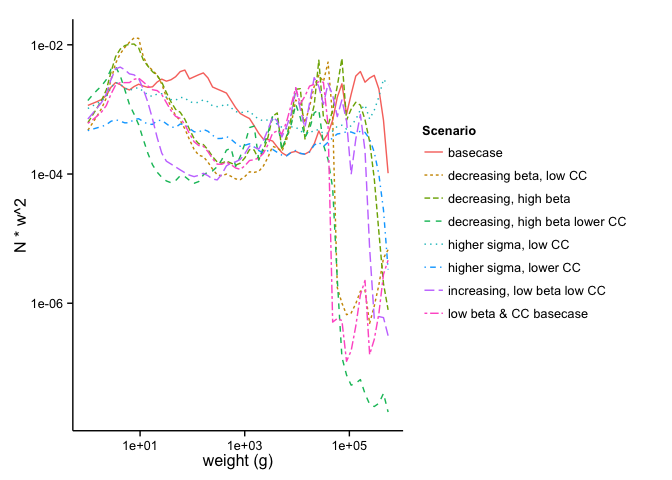 1e-02
1e-04
1e-06
N * w^2
1e+01
1e+03
1e+05
weight (g)
Scenario
basecase
decreasing beta, low CC
decreasing, high beta
decreasing, high beta lower CC
higher sigma, low CC
higher sigma, lower CC
increasing, low beta low CC
low beta & CC basecase